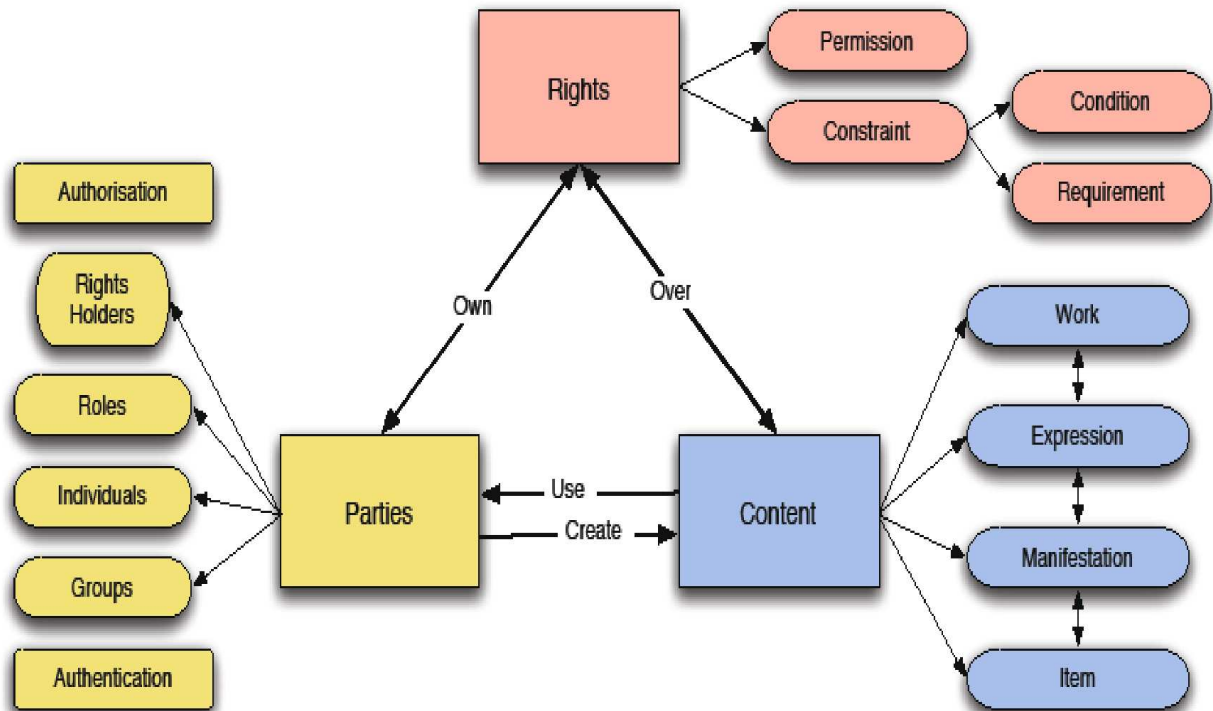 Rights
Permission
Constraint
Condition
Requirement
Authorisation
Rights
Holders
Roles
Individuals
Groups
Authentication
Own
Over
Parties
Use
Create
Content
Work
Expression
Manifestation
Item